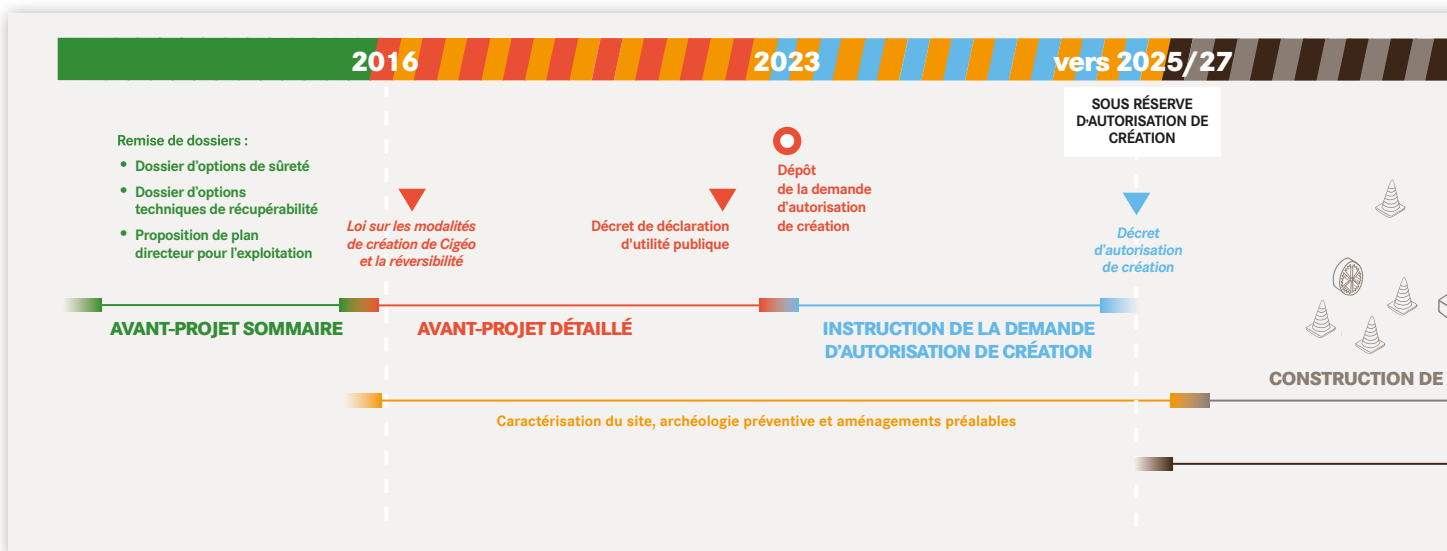 2016
2023
vers 2025/27
SOUS RÉSERVE
D'AUTORISATION DE
CRÉATION
Remise de dossiers :
• Dossier d'options de sûreté
• Dossier d'options
techniques de récupérabilité
• Proposition de plan
directeur pour l'exploitation
Loi sur les modalités
de création de Cigéo
et la réversibilité
Décret de déclaration
d'utilité publique
Dépôt
de la demande
d'autorisation
de création
Décret
d'autorisation
de création
AVANT-PROJET SOMMAIRE
AVANT-PROJET DÉTAILLÉ
INSTRUCTION DE LA DEMANDE
D'AUTORISATION DE CRÉATION
CONSTRUCTION DE
Caractérisation du site, archéologie préventive et aménagements préalables